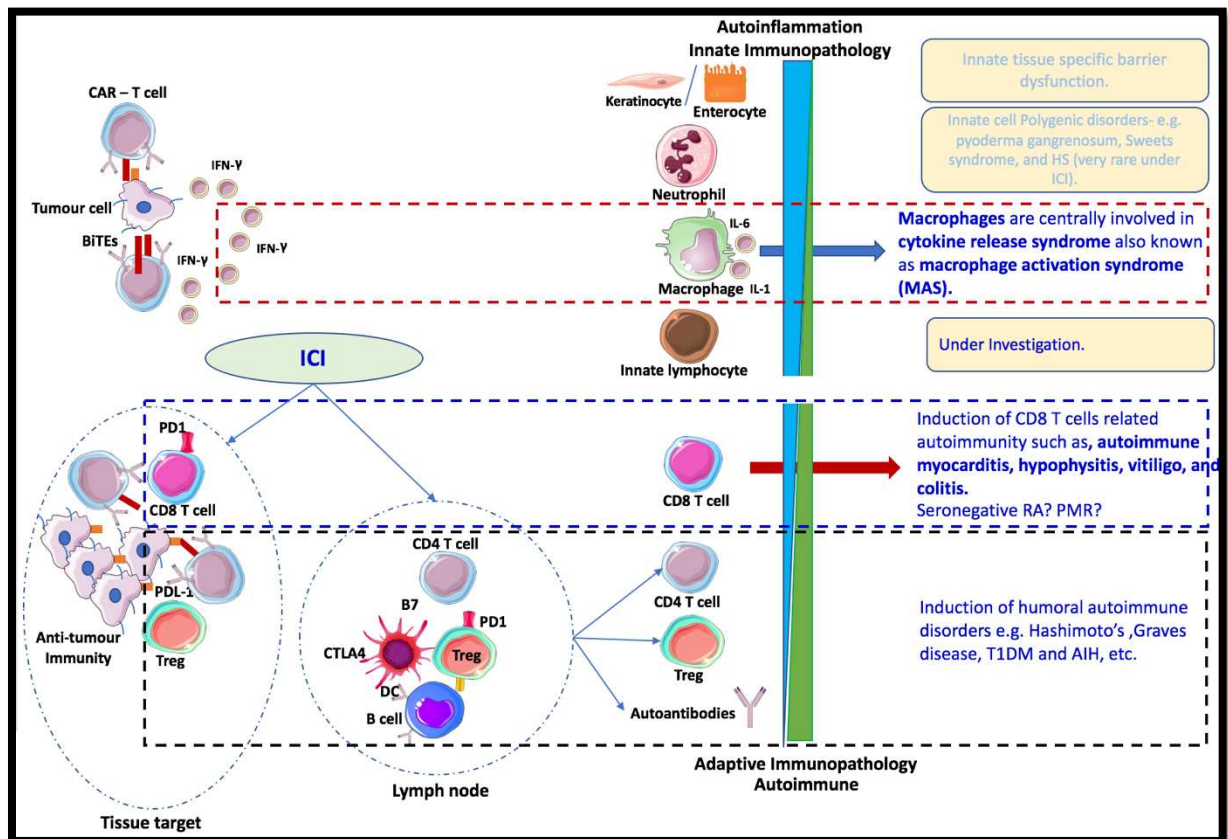 Autoinflammation
Innate Immunopathology
CAR – T cell
IFN-γ
Tumour cell
BiTEs
IFN-γ
IFN-γ
Keratinocyte
Enterocyte
Innate tissue specific barrier
dysfunction.
Neutrophil
Innate cell Polygenic disorders- e.g.
pyoderma gangrenosum, Sweets
syndrome, and HS (very rare under
ICI).
IL-6
Macrophage
IL-1
Macrophages are centrally involved in
cytokine release syndrome also known
as macrophage activation syndrome
(MAS).
Innate lymphocyte
Under Investigation.
ICI
PD1
CD8 T cell
CD8 T cell
Induction of CD8 T cells related
autoimmunity such as, autoimmune
myocarditis, hypophysitis, vitiligo, and
colitis.
Seronegative RA? PMR?
PDL-1
Anti-tumour
Immunity
Treg
Tissue target
CD4 T cell
B7
PD1
CTLA4
Treg
DC
B cell
Lymph node
CD4 T cell
Treg
Autoantibodies
Induction of humoral autoimmune
disorders e.g. Hashimoto’s ,Graves
disease, T1DM and AIH, etc.
Adaptive Immunopathology
Autoimmune